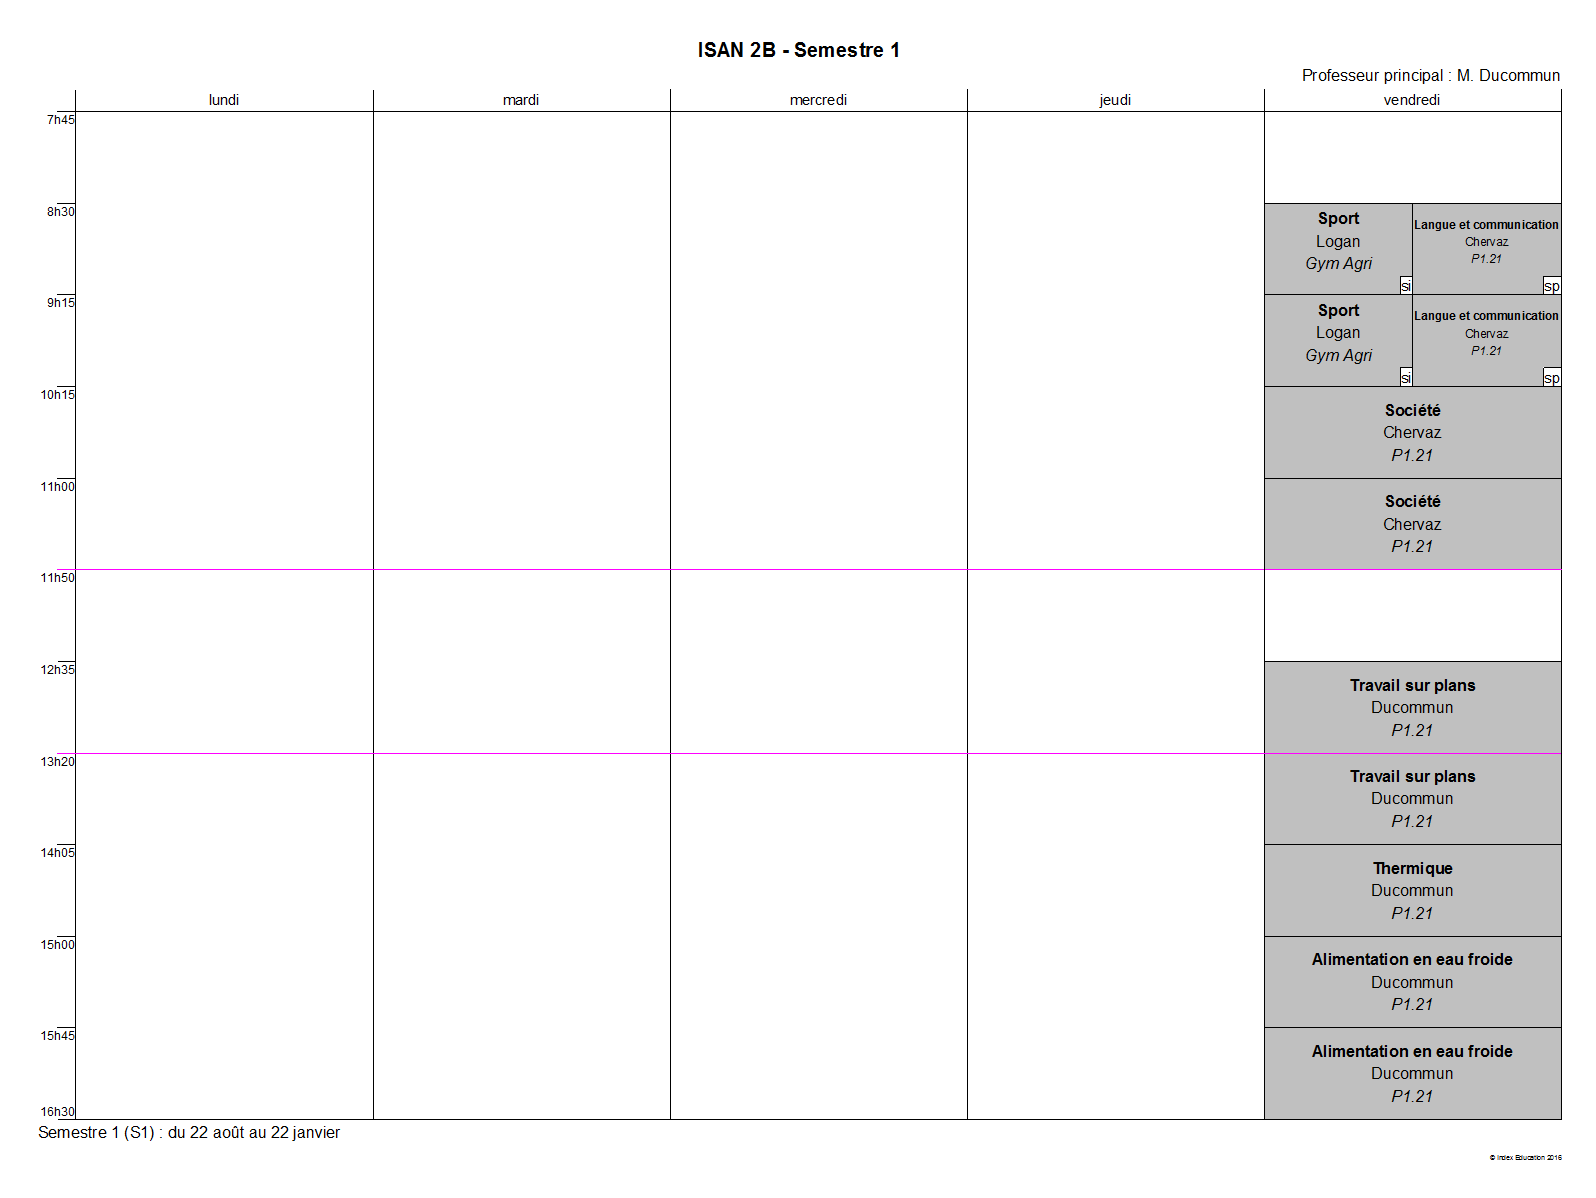 ISAN 2B - Semestre 1
Professeur principal : M. Ducommun
lundi
mardi
mercredi
jeudi
vendredi
7h45
8h30
Sport
Logan
Gym Agri
si
Langue et communication
Chervaz
P1.21
sp
9h15
Sport
Logan
Gym Agri
si
Langue et communication
Chervaz
P1.21
sp
10h15
Société
Chervaz
P1.21
11h00
Société
Chervaz
P1.21
11h50
12h35
Travail sur plans
Ducommun
P1.21
13h20
Travail sur plans
Ducommun
P1.21
14h05
Thermique
Ducommun
P1.21
15h00
Alimentation en eau froide
Ducommun
P1.21
15h45
Alimentation en eau froide
Ducommun
P1.21
16h30
Semestre 1 (S1) : du 22 août au 22 janvier
© Index Education 2016